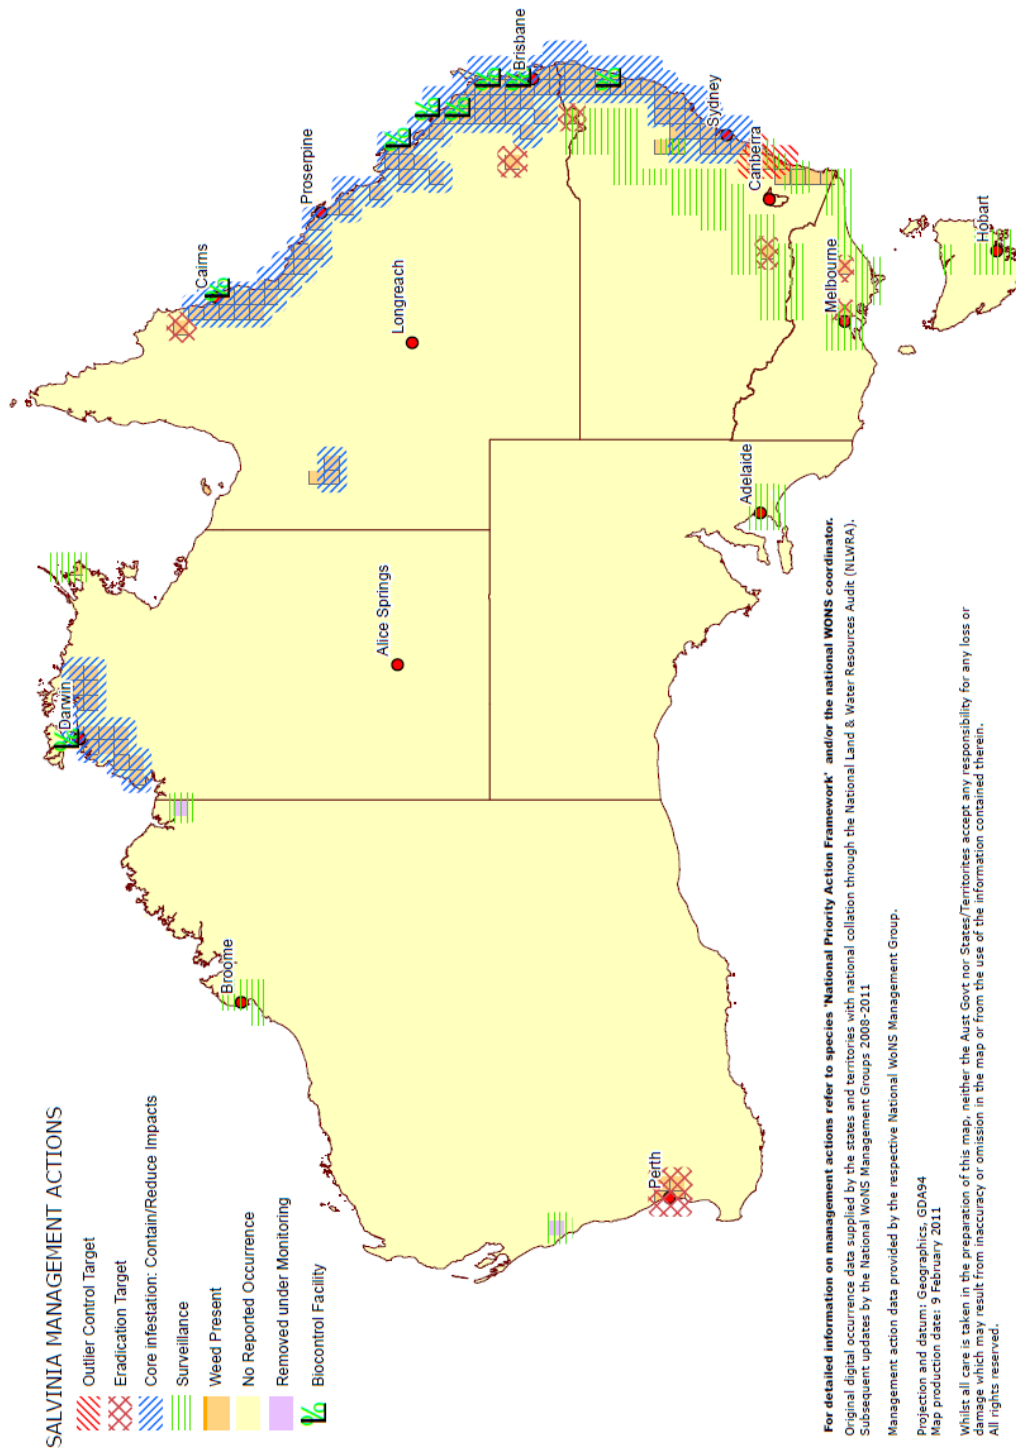 SALVINIA MANAGEMENT ACTIONS
Outlier Control Target
Eradication Target
Core infestation: Contain/Reduce Impacts
Surveillance
Weed Present
No Reported Occurrence
Removed under Monitoring
Biocontrol Facility
Darwin
Cairns
Proserpine
Broome
Longreach
Alice Springs
Brisbane
Perth
Adelaide
Sydney
Canberra
Melbourne
Hobart
For detailed information on management actions refer to species 'National Priority Action Framework' and/or the national WONS coordinator.
Original digital occurrence data supplied by the states and territories with national collation through the National Land & Water Resources Audit (NLWRA).
Subsequent updates by the National WoNS Management Groups 2008-2011
Management action data provided by the respective National WoNS Management Group.
Projection and datum: Geographics, GDA94
Map production date: 9 February 2011
Whilst all care is taken in the preparation of this map, neither the Aust Govt nor States/Territorites accept any responsibility for any loss or
damage which may result from inaccuracy or omission in the map or from the use of the information contained therein.
All rights reserved.